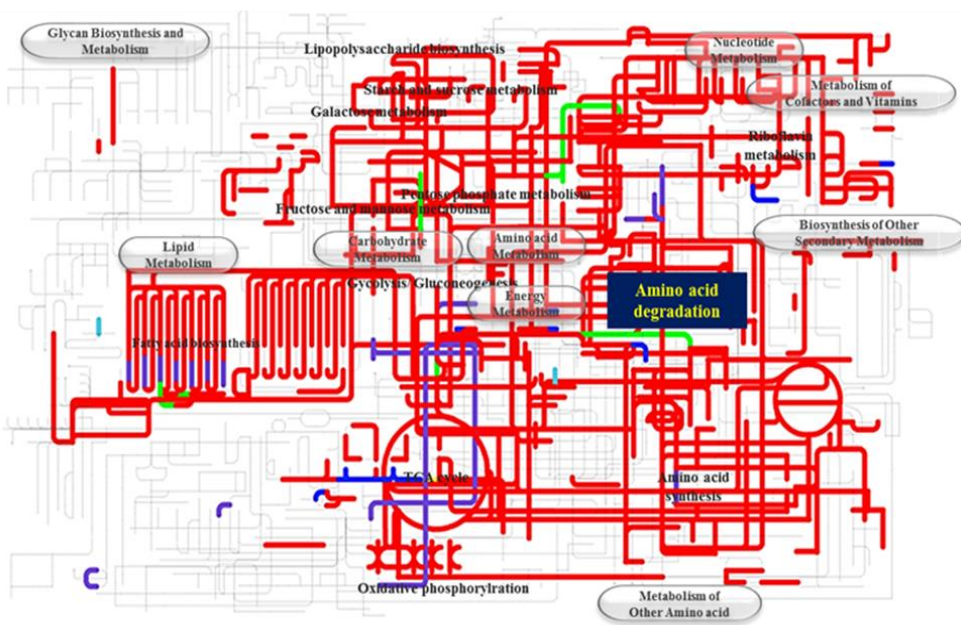 Glycan Biosynthesis and
Metabolism
Lipopolysaccharide biosynthesis
Nucleotide
Metabolism
Starch and sucrose metabolism
Metabolism of
Cofactors and Vitamins
Galactose metabolism
Riboflavin
metabolism
Pentose phosphate metabolism
Fructose and mannose metabolism
Biosynthesis of Other
Secondary Metabolism
Lipid
Metabolism
Carbohydrate
Metabolism
Amino acid
Metabolism
Gycolysis/ Gluconeogenesis
Energy
Metabolism
Amino acid
degradation
Fatty acid biosynthesis
TCA cycle
Amino acid
synthesis
Oxidative phosphorylration
Metabolism of
Other Amino acid